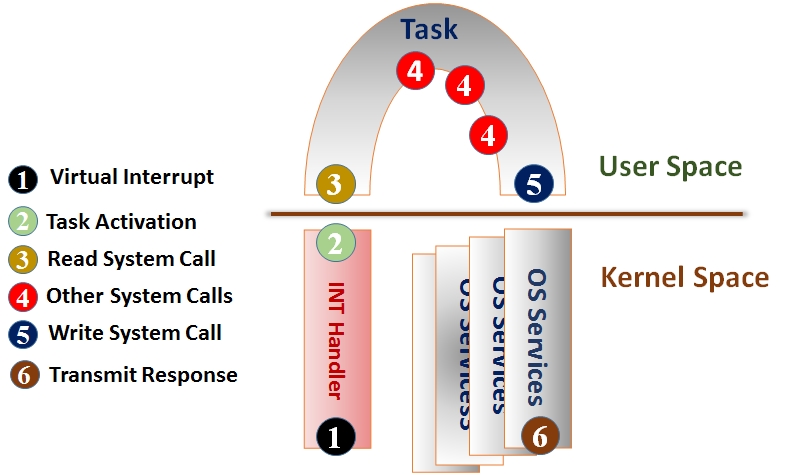 Task
4
4
4
3
5
User Space
1 Virtual Interrupt
2 Task Activation
3 Read System Call
4 Other System Calls
5 Write System Call
6 Transmit Response
2
INT Handler
1
OS Servicess
OS Services
OS Services
6
Kernel Space